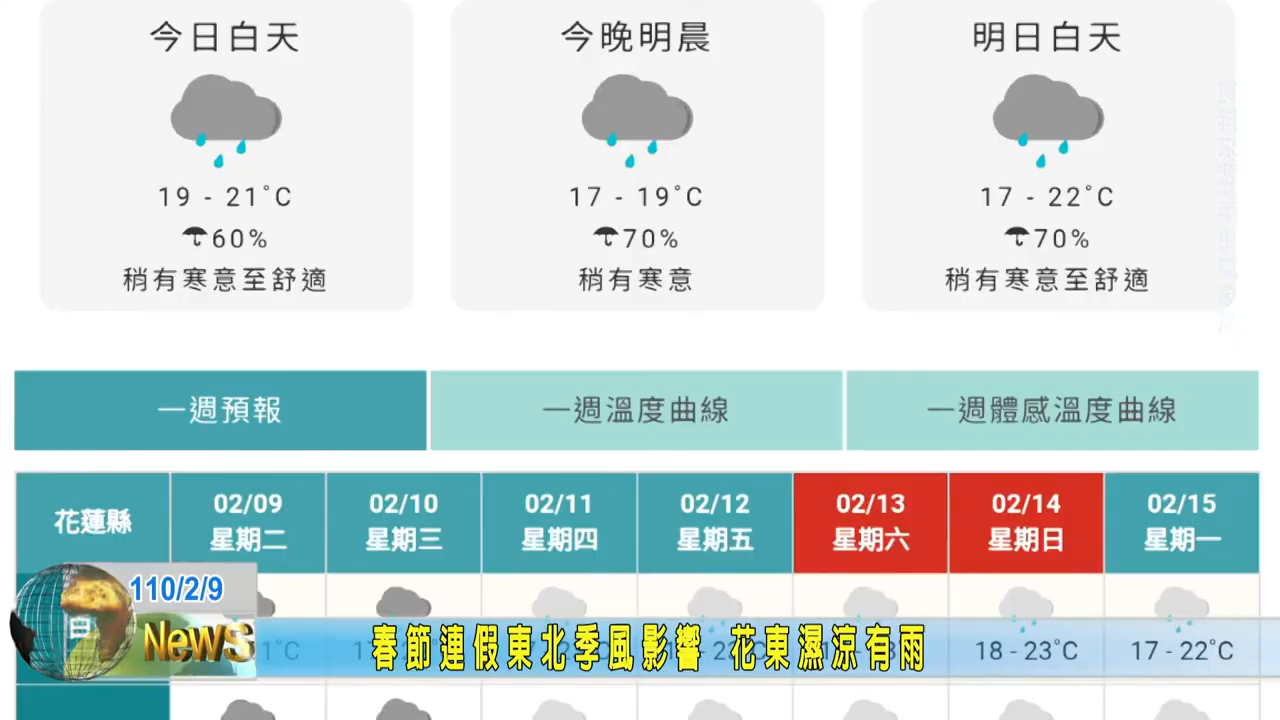 今日白天
19 - 21°C
60%
稍有寒意至舒適
今晚明晨
17 - 19°C
70%
稍有寒意
明日白天
17 - 22°C
70%
稍有寒意至舒適
一週預報
一週溫度曲線
一週體感溫度曲線
花蓮縣
02/09
星期二
02/10
星期三
02/11
星期四
02/12
星期五
02/13
星期六
02/14
星期日
02/15
星期一
18 - 23°C
17 - 22°C
110/2/9
News
春節連假東北季風影響 花東濕涼有雨